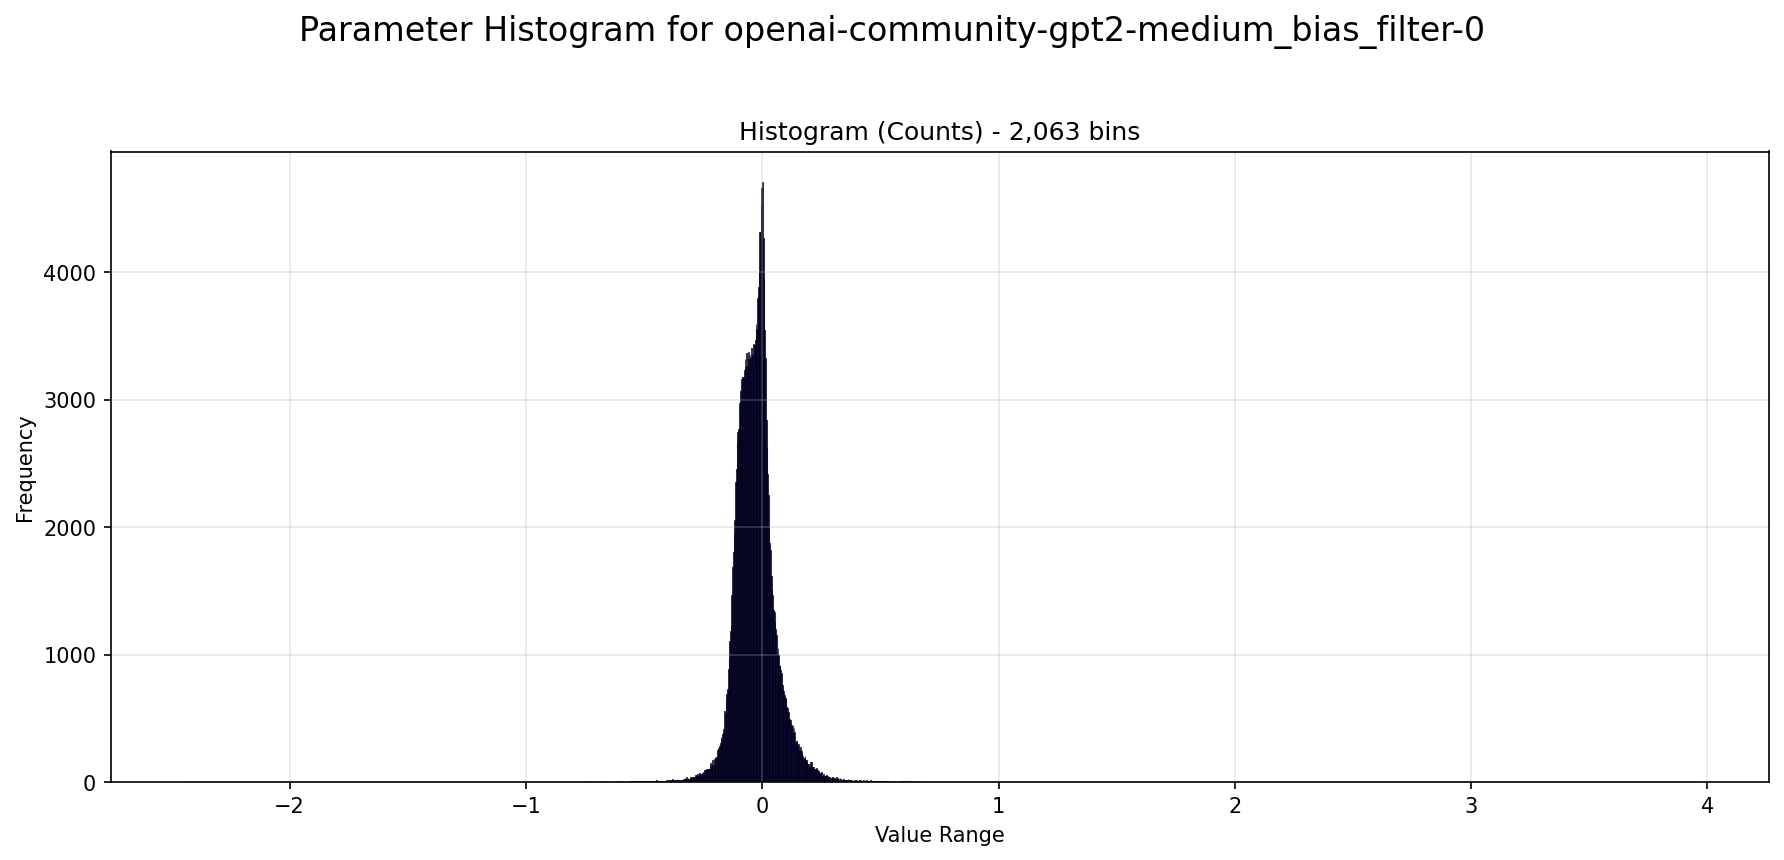 Parameter Histogram for openai-community-gpt2-medium_bias_filter-0
Histogram (Counts) - 2,063 bins
Frequency
4000
3000
2000
1000
0
−2 −1 0 1 2 3 4
Value Range